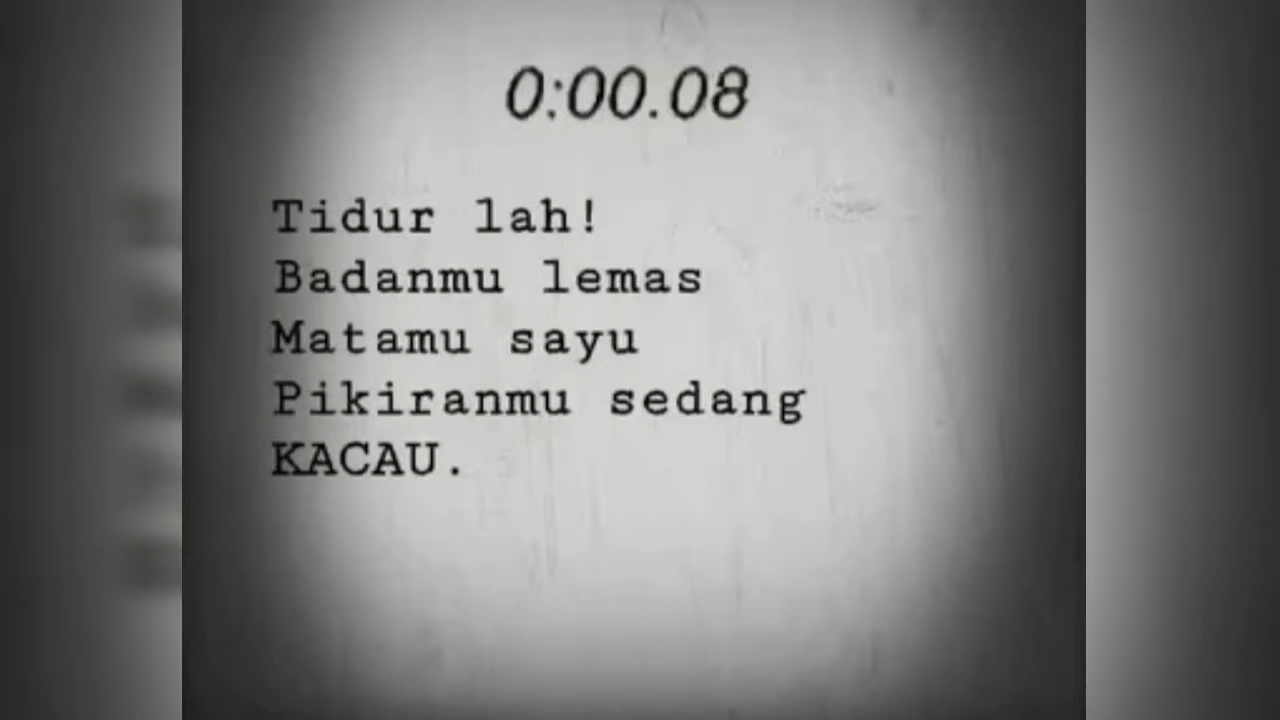 0:00.08
Tidur lah!
Badanmu lemas
Matamu sayu
Pikiranmu sedang
KACAU.